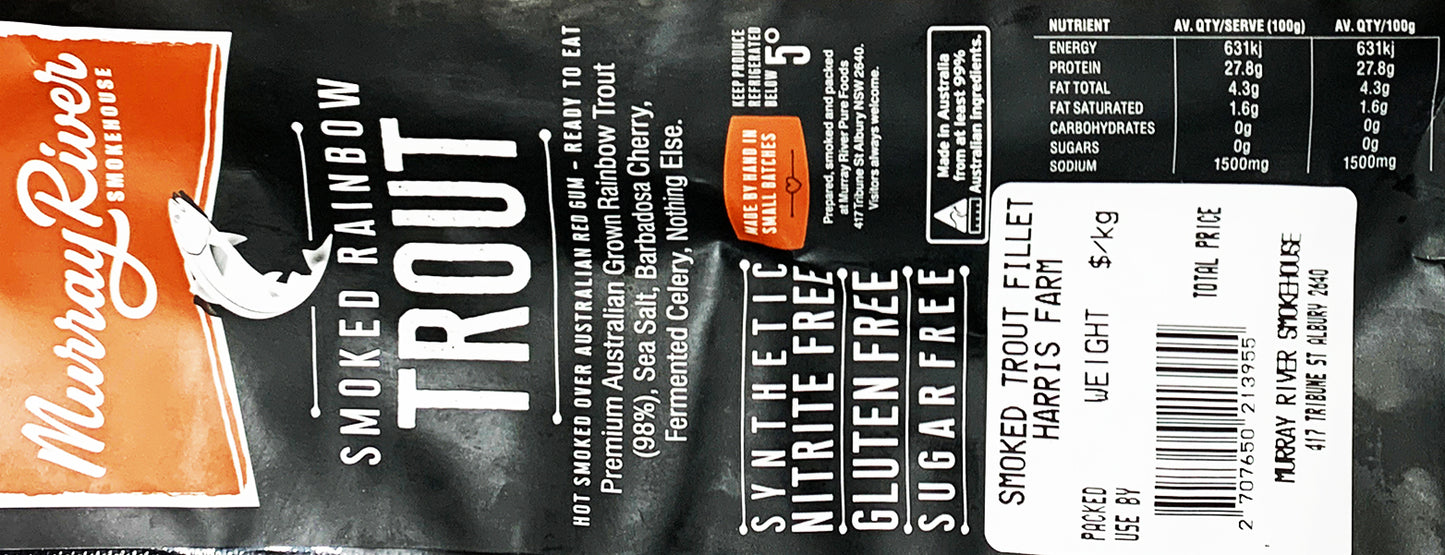 Murray River
SMOKEHOUSE
SMOKED RAINBOW
TROUT
HOT SMOKED OVER AUSTRALIAN RED GUM - READY TO EAT
Premium Australian Grown Rainbow Trout
(98%), Sea Salt, Barbadosa Cherry,
Fermented Celery, Nothing Else.
SYNTHETIC
NITRITE FREE
GLUTEN FREE
SUGAR FREE
MADE BY HAND IN
SMALL BATCHES
KEEP PRODUCE
REFRIGERATED
BELOW 5°
Prepared, smoked and packed
at Murray River Pure Foods
417 Tribune St Albury NSW 2640.
Visitors always welcome.
Made in Australia
from at least 99%
Australian ingredients.
NUTRIENT AV. QTY/SERVE (100g) AV. QTY/100g
ENERGY 631kj 631kj
PROTEIN 27.8g 27.8g
FAT TOTAL 4.3g 4.3g
FAT SATURATED 1.6g 1.6g
CARBOHYDRATES 0g 0g
SUGARS 0g 0g
SODIUM 1500mg 1500mg
SMOKED TROUT FILLET
HARRIS FARM
PACKED WEIGHT $/kg
USE BY
TOTAL PRICE
2 707650 213955
MURRAY RIVER SMOKEHOUSE
417 TRIBUNE ST ALBURY 2640